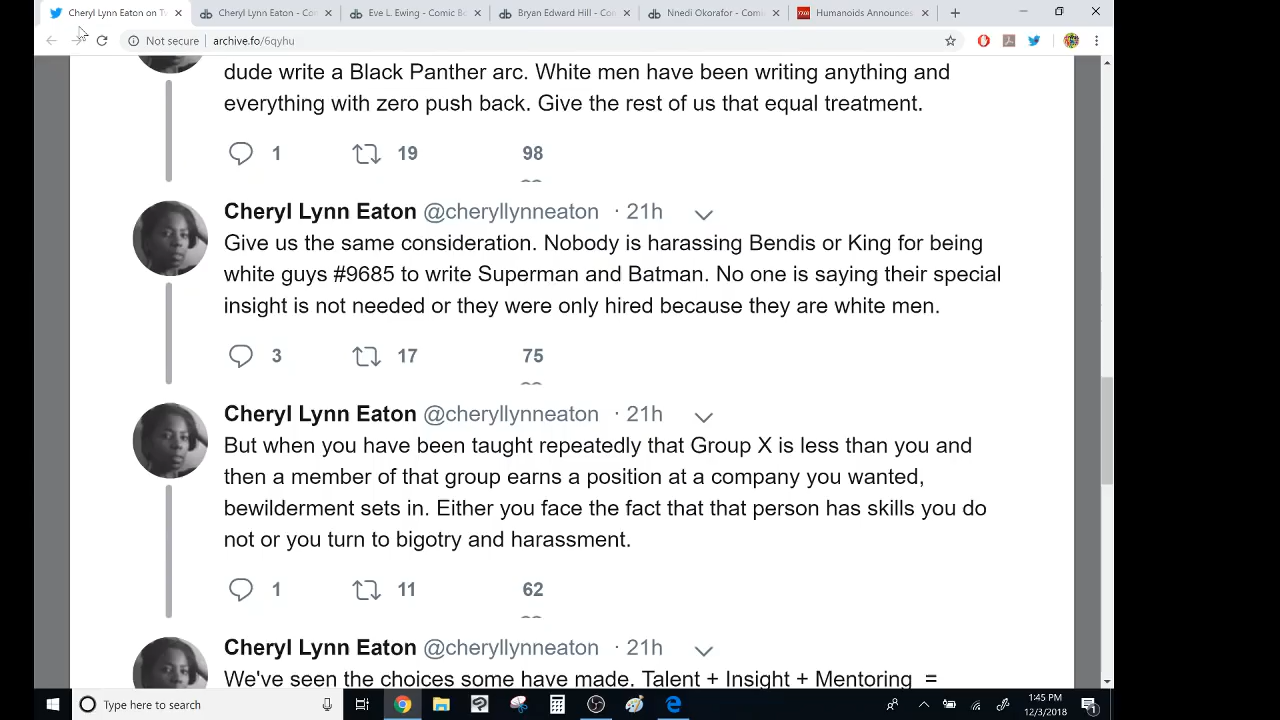 Cheryl Lynn Eaton on Tw
Cheryl Lynn Eaton - Con
Eve L. Ewing - Comic Bo
Bryan Edward Hill - Com
Nnedi Okorafor - Comic
Humanoids Announces
Not secure | archive.fo/6qyhu
dude write a Black Panther arc. White men have been writing anything and
everything with zero push back. Give the rest of us that equal treatment.
1 19 98
Cheryl Lynn Eaton @cheryllynneaton · 21h
Give us the same consideration. Nobody is harassing Bendis or King for being
white guys #9685 to write Superman and Batman. No one is saying their special
insight is not needed or they were only hired because they are white men.
3 17 75
Cheryl Lynn Eaton @cheryllynneaton · 21h
But when you have been taught repeatedly that Group X is less than you and
then a member of that group earns a position at a company you wanted,
bewilderment sets in. Either you face the fact that that person has skills you do
not or you turn to bigotry and harassment.
1 11 62
Cheryl Lynn Eaton @cheryllynneaton · 21h
We've seen the choices some have made. Talent + Insight + Mentoring =
Type here to search
1:45 PM
12/3/2018
1